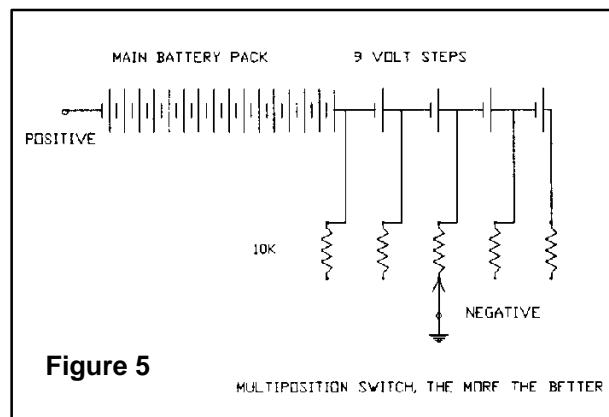 MAIN BATTERY PACK
9 VOLT STEPS
POSITIVE
10K
NEGATIVE
Figure 5
MULTIPOSITION SWITCH, THE MORE THE BETTER